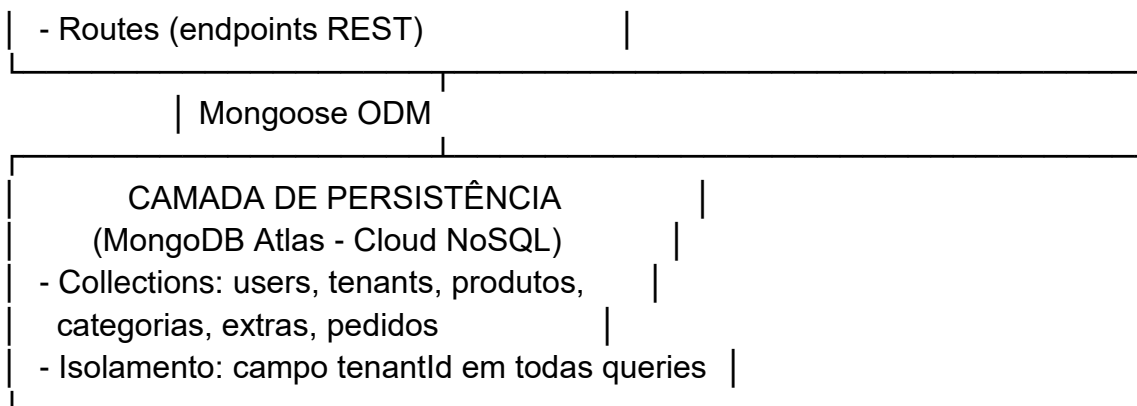 - Routes (endpoints REST)
Mongoose ODM
CAMADA DE PERSISTÊNCIA
(MongoDB Atlas - Cloud NoSQL)
- Collections: users, tenants, produtos,
categorias, extras, pedidos
- Isolamento: campo tenantId em todas queries